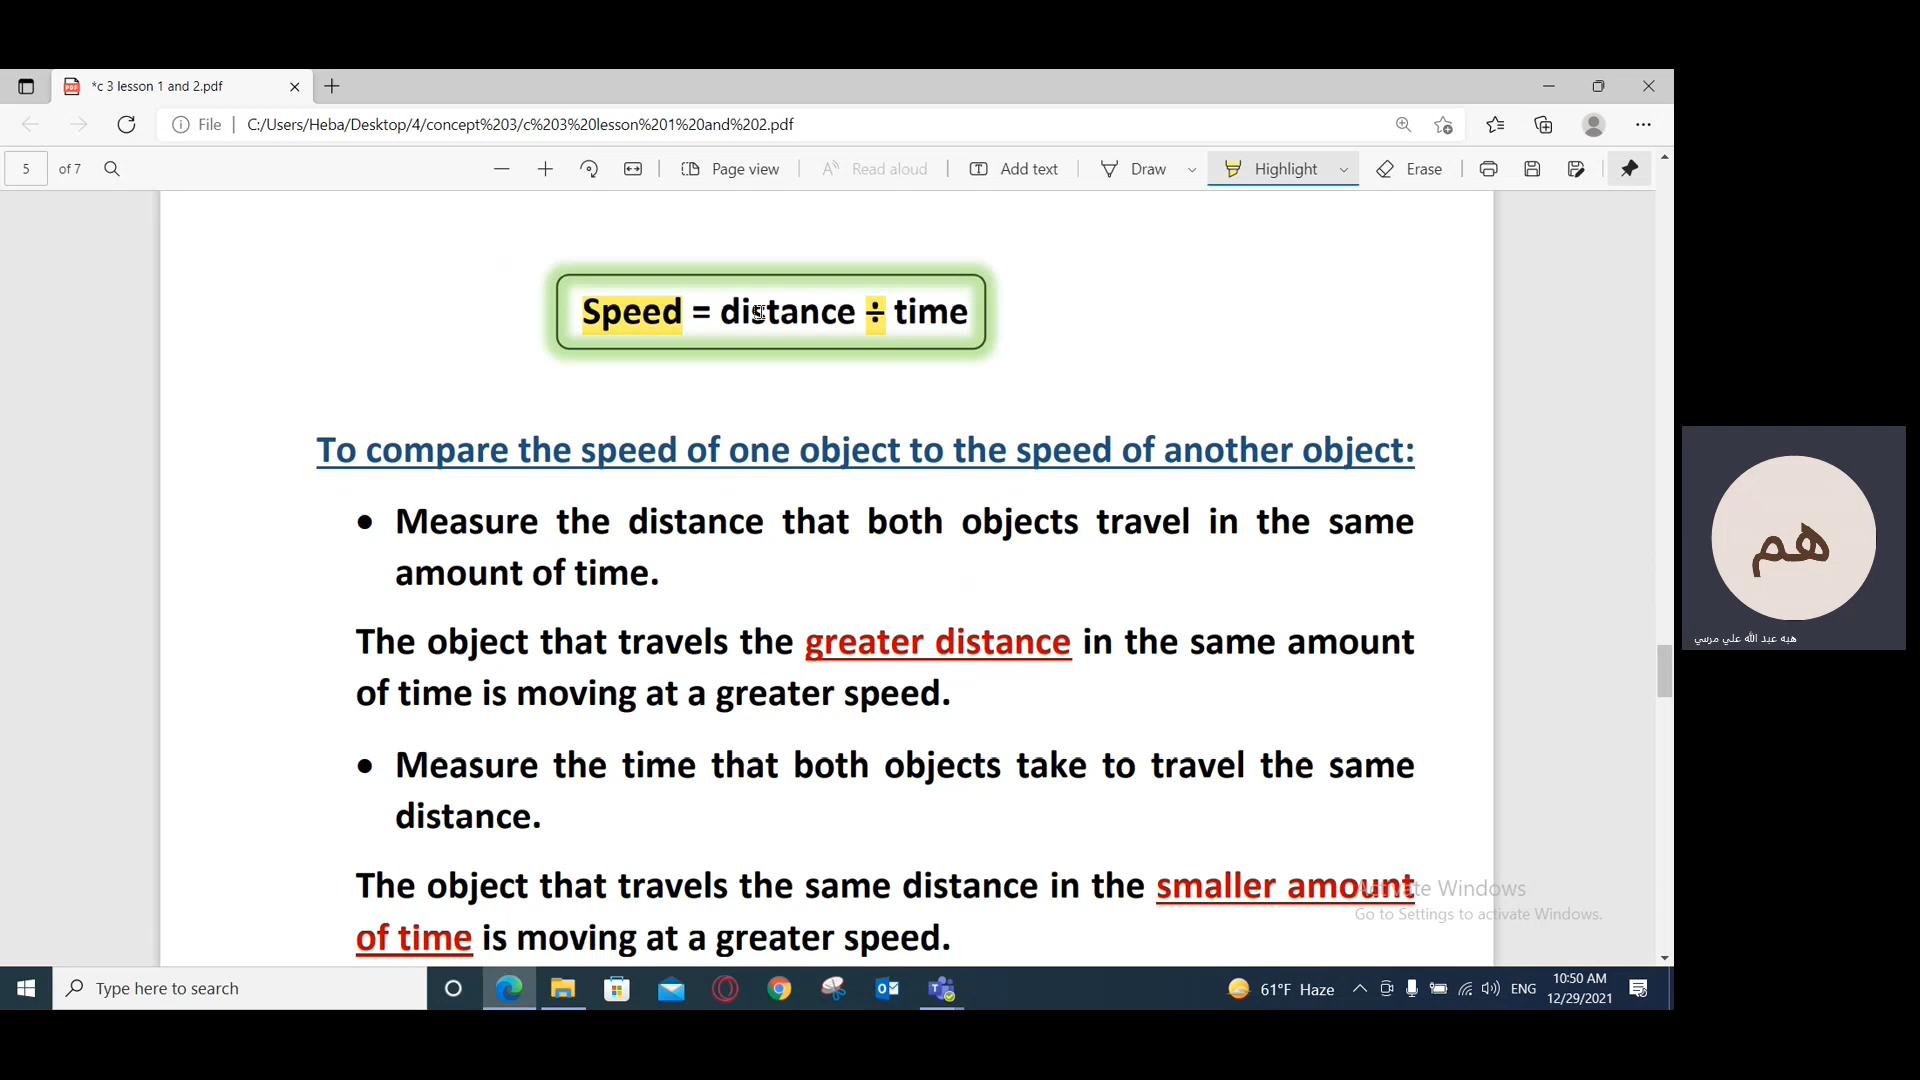 *c 3 lesson 1 and 2.pdf
File | C:/Users/Heba/Desktop/4/concept%203/c%203%20lesson%201%20and%202.pdf
5 of 7 Page view Read aloud Add text Draw Highlight Erase
Speed = distance ÷ time
To compare the speed of one object to the speed of another object:
• Measure the distance that both objects travel in the same
amount of time.
The object that travels the greater distance in the same amount
of time is moving at a greater speed.
• Measure the time that both objects take to travel the same
distance.
The object that travels the same distance in the smaller amount
of time is moving at a greater speed.
Activate Windows
Go to Settings to activate Windows.
هم
هبه عبد الله علي مرسي
Type here to search
61°F Haze
ENG
10:50 AM
12/29/2021